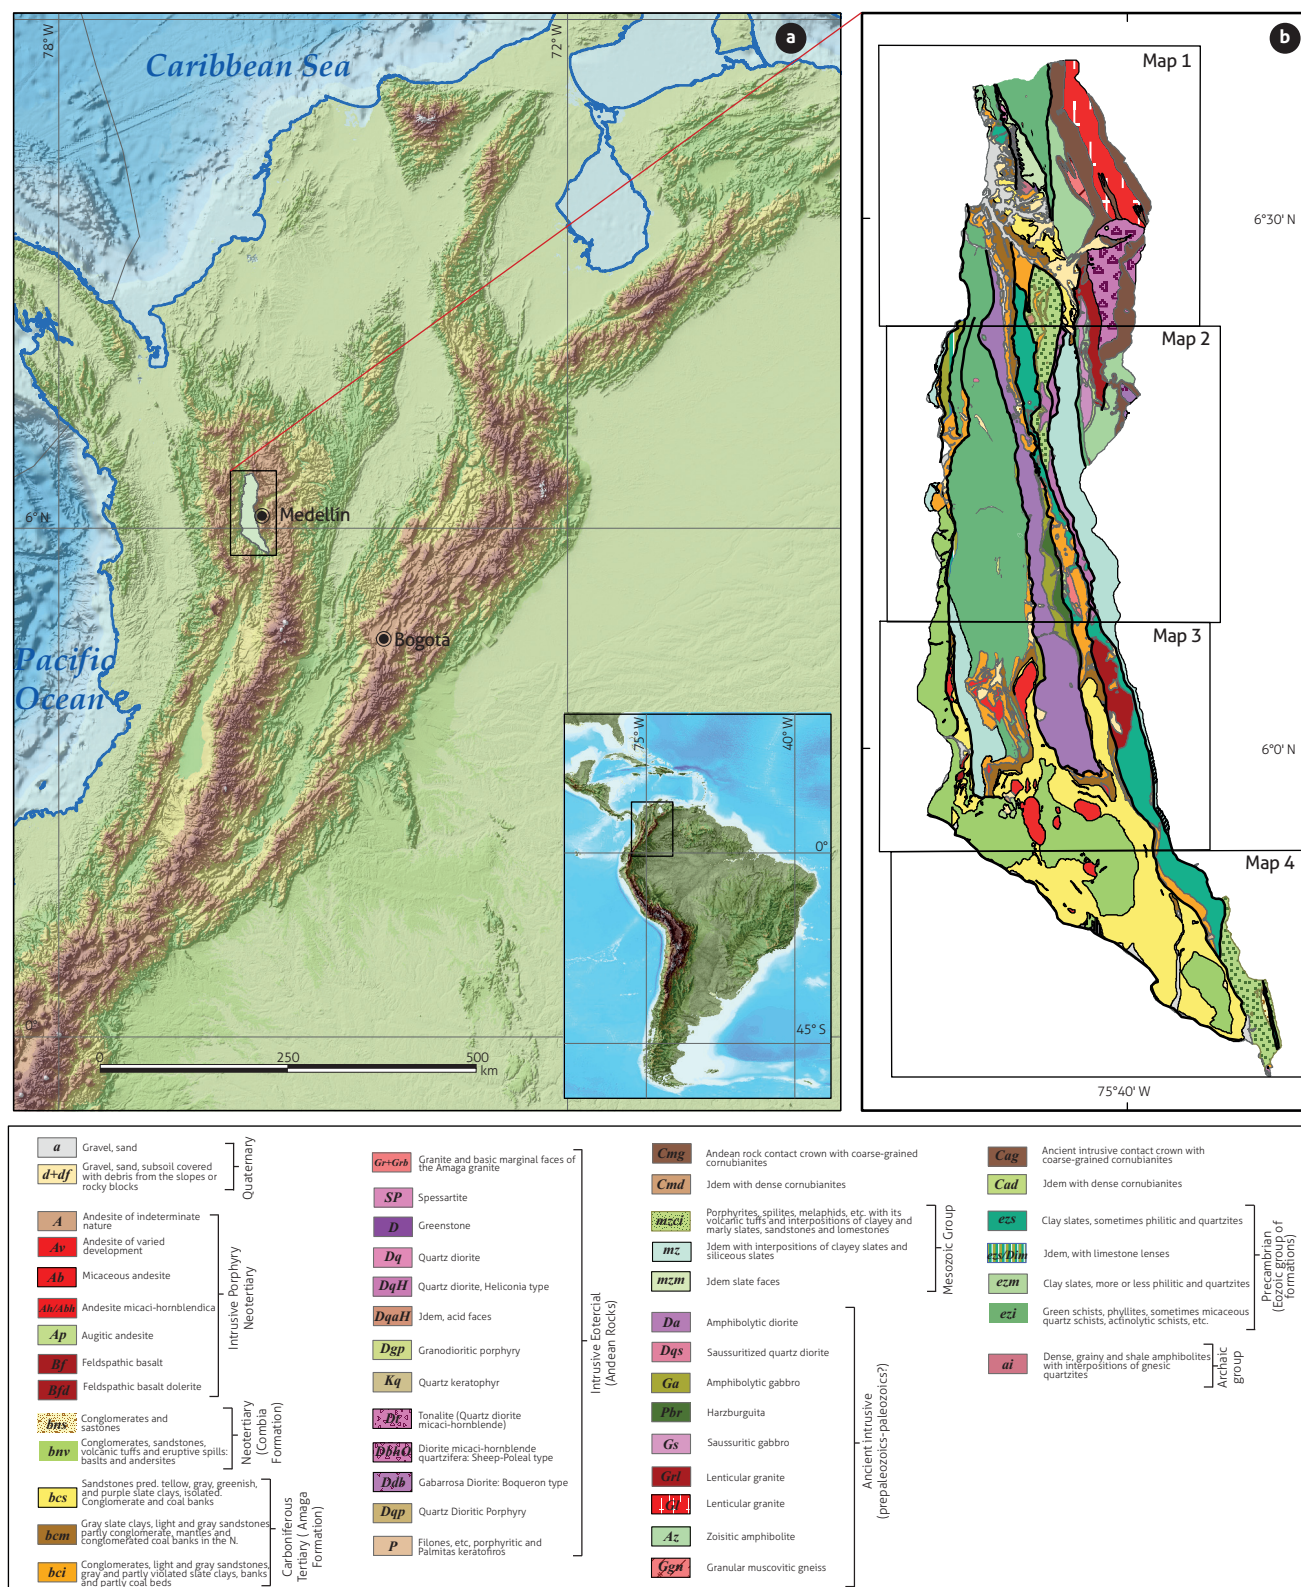 78° W
72° W
a
Caribbean Sea
6° N
Medellín
Bogotá
Pacific
Ocean
0°
0
250
500
km
75° W
40° W
0°
45° S
b
Map 1
6°30' N
Map 2
Map 3
6°0' N
Map 4
75°40' W
a
Gravel, sand
d+df
Gravel, sand, subsoil covered
with debris from the slopes or
rocky blocks
Quaternary
A
Andesite of indeterminate
nature
Av
Andesite of varied
development
Ab
Micaceous andesite
Ah/Abh
Andesite micaci-hornblendica
Ap
Augitic andesite
Bf
Feldspathic basalt
Bfd
Feldspathic basalt dolerite
Intrusive Porphyry
Neotertiary
bns
Conglomerates and
sastones
bnv
Conglomerates, sandstones,
volcanic tuffs and eruptive spills:
baslts and andersites
Neotertiary
(Combia
Formation)
bcs
Sandstones pred. tellow, gray, greenish,
and purple slate clays, isolated.
Conglomerate and coal banks
bcm
Gray slate clays, light and gray sandstones,
partly conglomerate, mantles and
conglomerated coal banks in the N.
bci
Conglomerates, light and gray sandstones,
gray and partly violated slate clays, banks
and partly coal beds
Carboniferous
Tertiary ( Amaga
Formation)
Gr+Grb
Granite and basic marginal faces of
the Amaga granite
SP
Spessartite
D
Greenstone
Dq
Quartz diorite
DqH
Quartz diorite, Heliconia type
DqaH
Jdem, acid faces
Dgp
Granodioritic porphyry
Kq
Quartz keratophyr
Dr
Tonalite (Quartz diorite
micaci-hornblende)
DbhQ
Diorite micaci-hornblende
quartzifera: Sheep-Poleal type
Ddb
Gabarrosa Diorite: Boqueron type
Dqp
Quartz Dioritic Porphyry
P
Filones, etc, porphyritic and
Palmitas keratofiros
Intrusive Eotercial
(Andean Rocks)
Cmg
Andean rock contact crown with coarse-grained
cornubianites
Cmd
Jdem with dense cornubianites
mzci
Porphyrites, spilites, melaphids, etc. with its
volcanic tuffs and interpositions of clayey and
marly slates, sandstones and lomestones
mz
Jdem with interpositions of clayey slates and
siliceous slates
mzm
Jdem slate faces
Mesozoic Group
Da
Amphibolytic diorite
Dqs
Saussuritized quartz diorite
Ga
Amphibolytic gabbro
Pbr
Harzburguita
Gs
Saussuritic gabbro
Grl
Lenticular granite
Gl
Lenticular granite
Az
Zoisitic amphibolite
Ggn
Granular muscovitic gneiss
Ancient intrusive
(prepaleozoics-paleozoics?)
Cag
Ancient intrusive contact crown with
coarse-grained cornubianites
Cad
Jdem with dense cornubianites
ezs
Clay slates, sometimes philitic and quartzites
ezs/Dim
Jdem, with limestone lenses
ezm
Clay slates, more or less philitic and quartzites
ezi
Green schists, phyllites, sometimes micaceous
quartz schists, actinolytic schists, etc.
Precambrian
(Eozoic group of
formations)
ai
Dense, grainy and shale amphibolites
with interpositions of gnesic
quartzites
Archaic
group